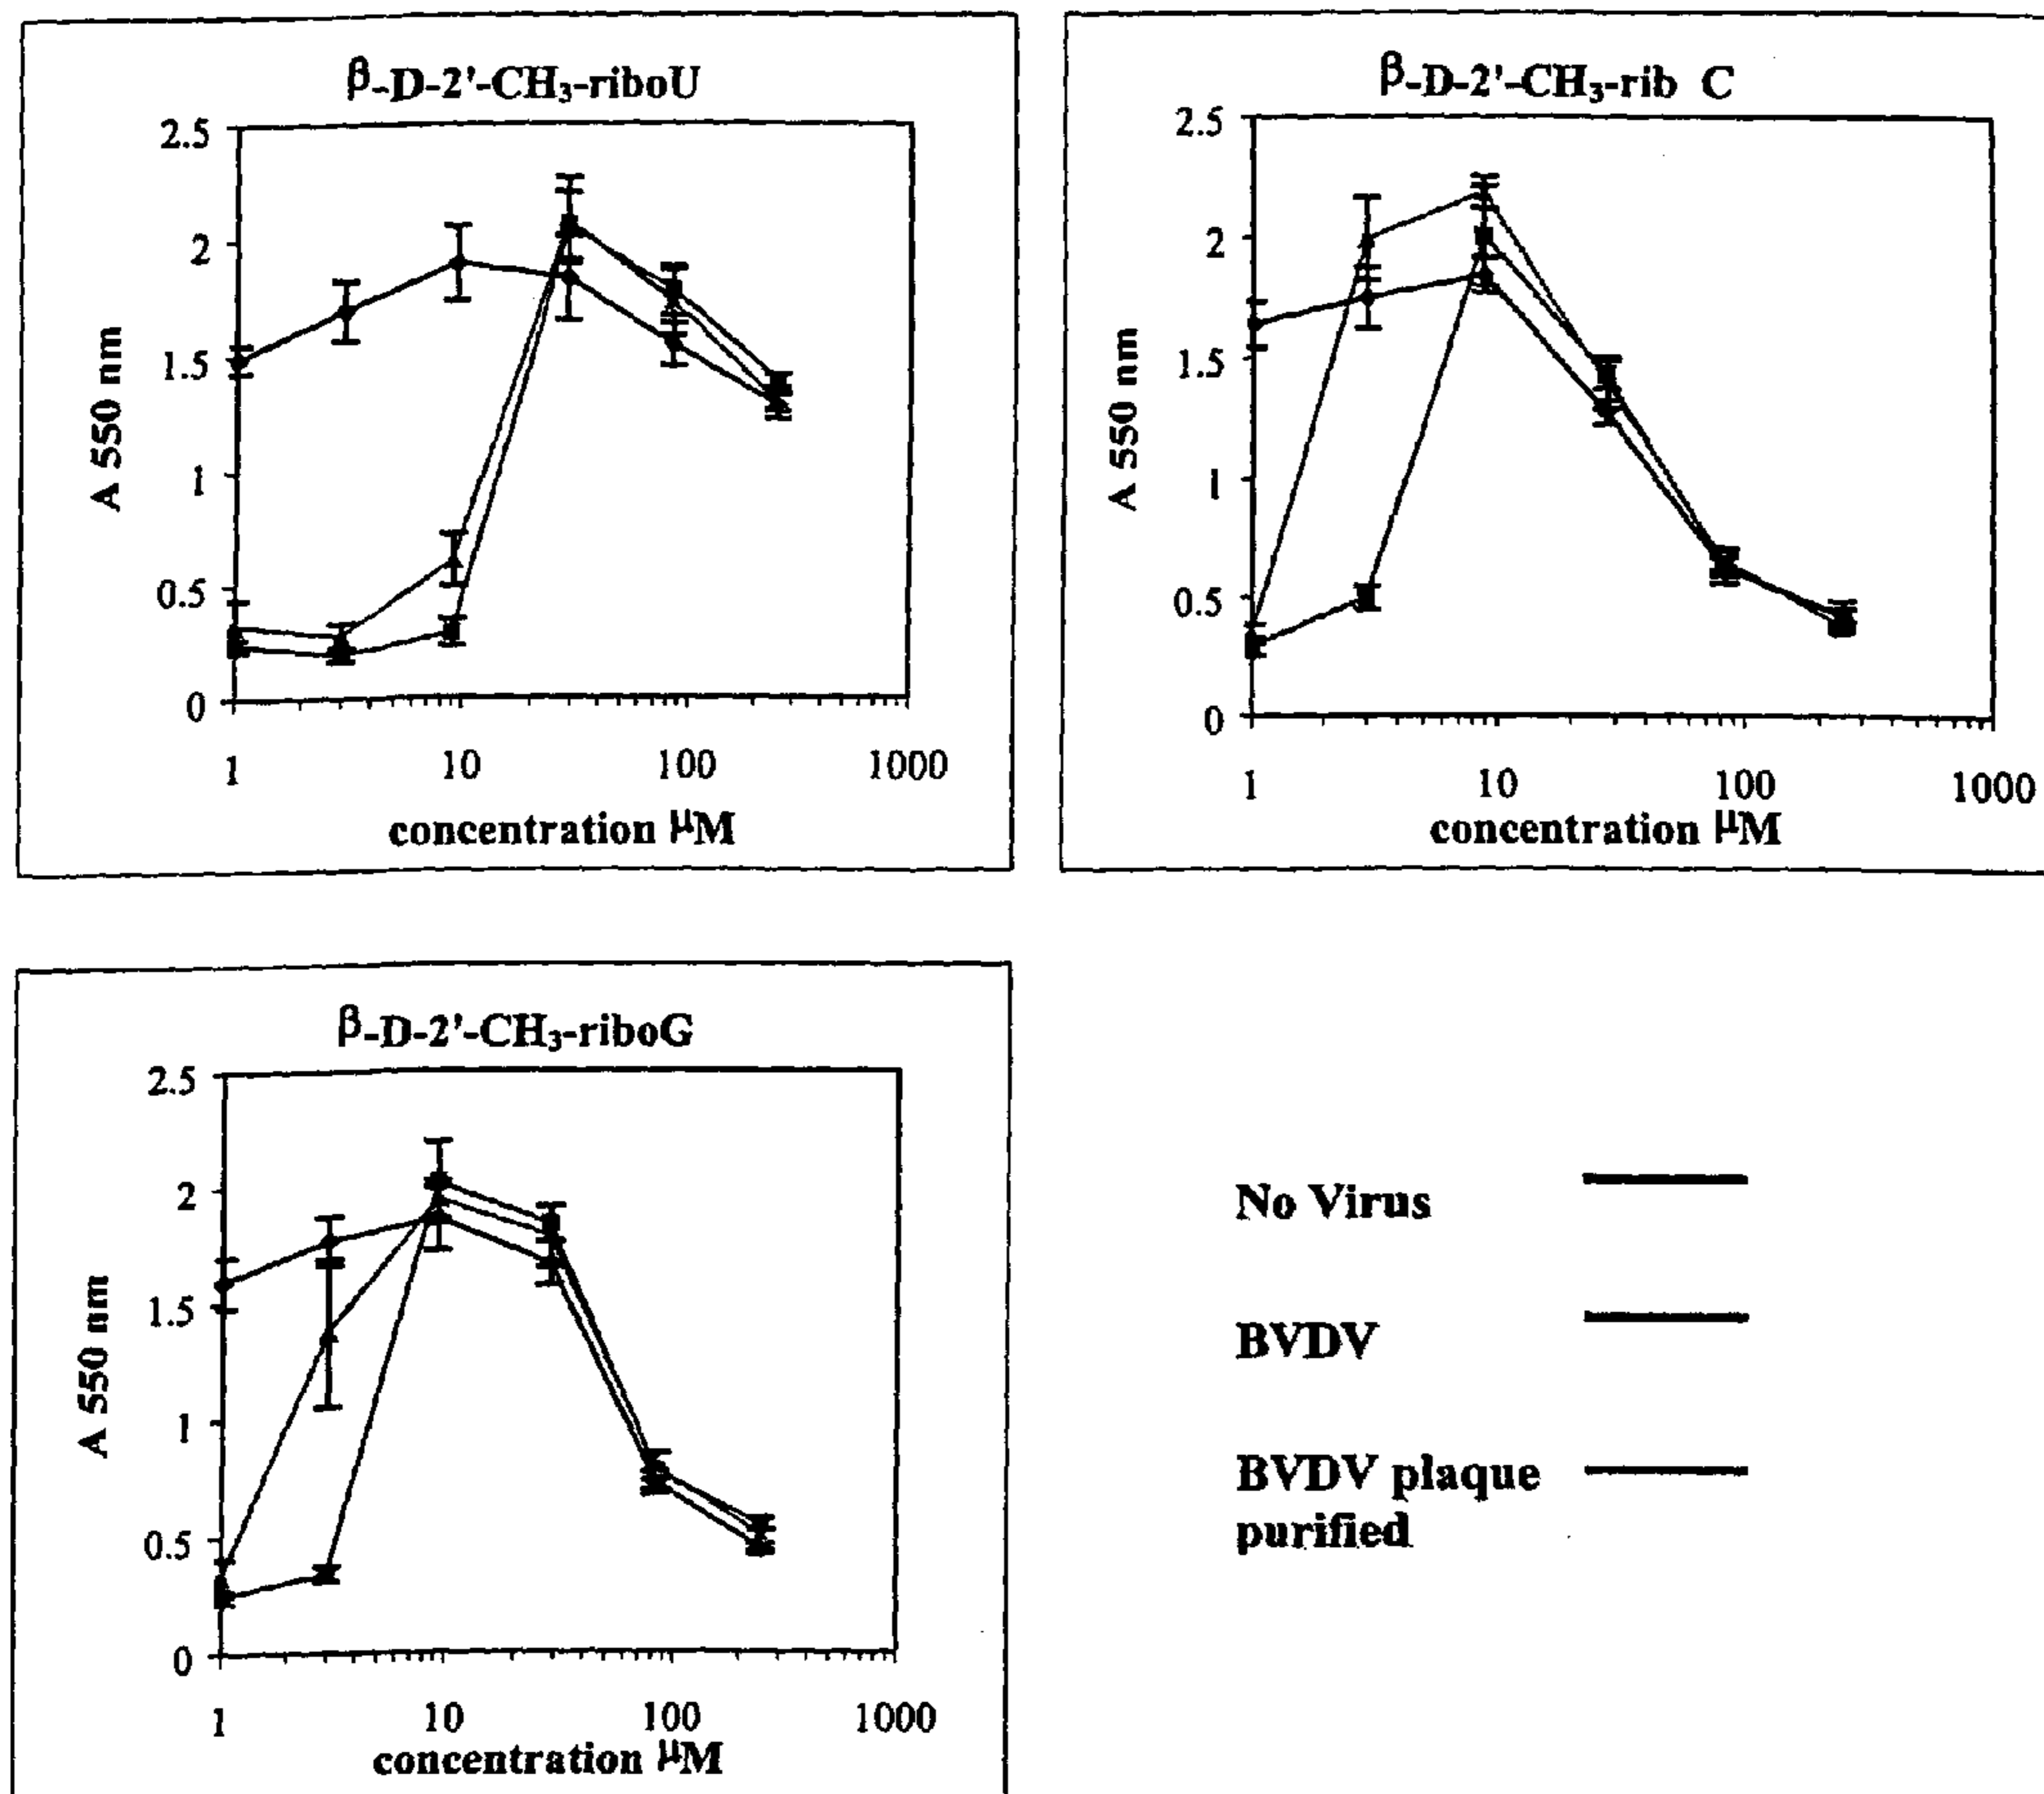 β-D-2'-CH₃-riboU
2.5
2
1.5
1
0.5
0
A 550 nm
1 10 100 1000
concentration μM
β-D-2'-CH₃-rib C
2.5
2
1.5
1
0.5
0
A 550 nm
1 10 100 1000
concentration μM
β-D-2'-CH₃-riboG
2.5
2
1.5
1
0.5
0
A 550 nm
1 10 100 1000
concentration μM
No Virus
BVDV
BVDV plaque
purified